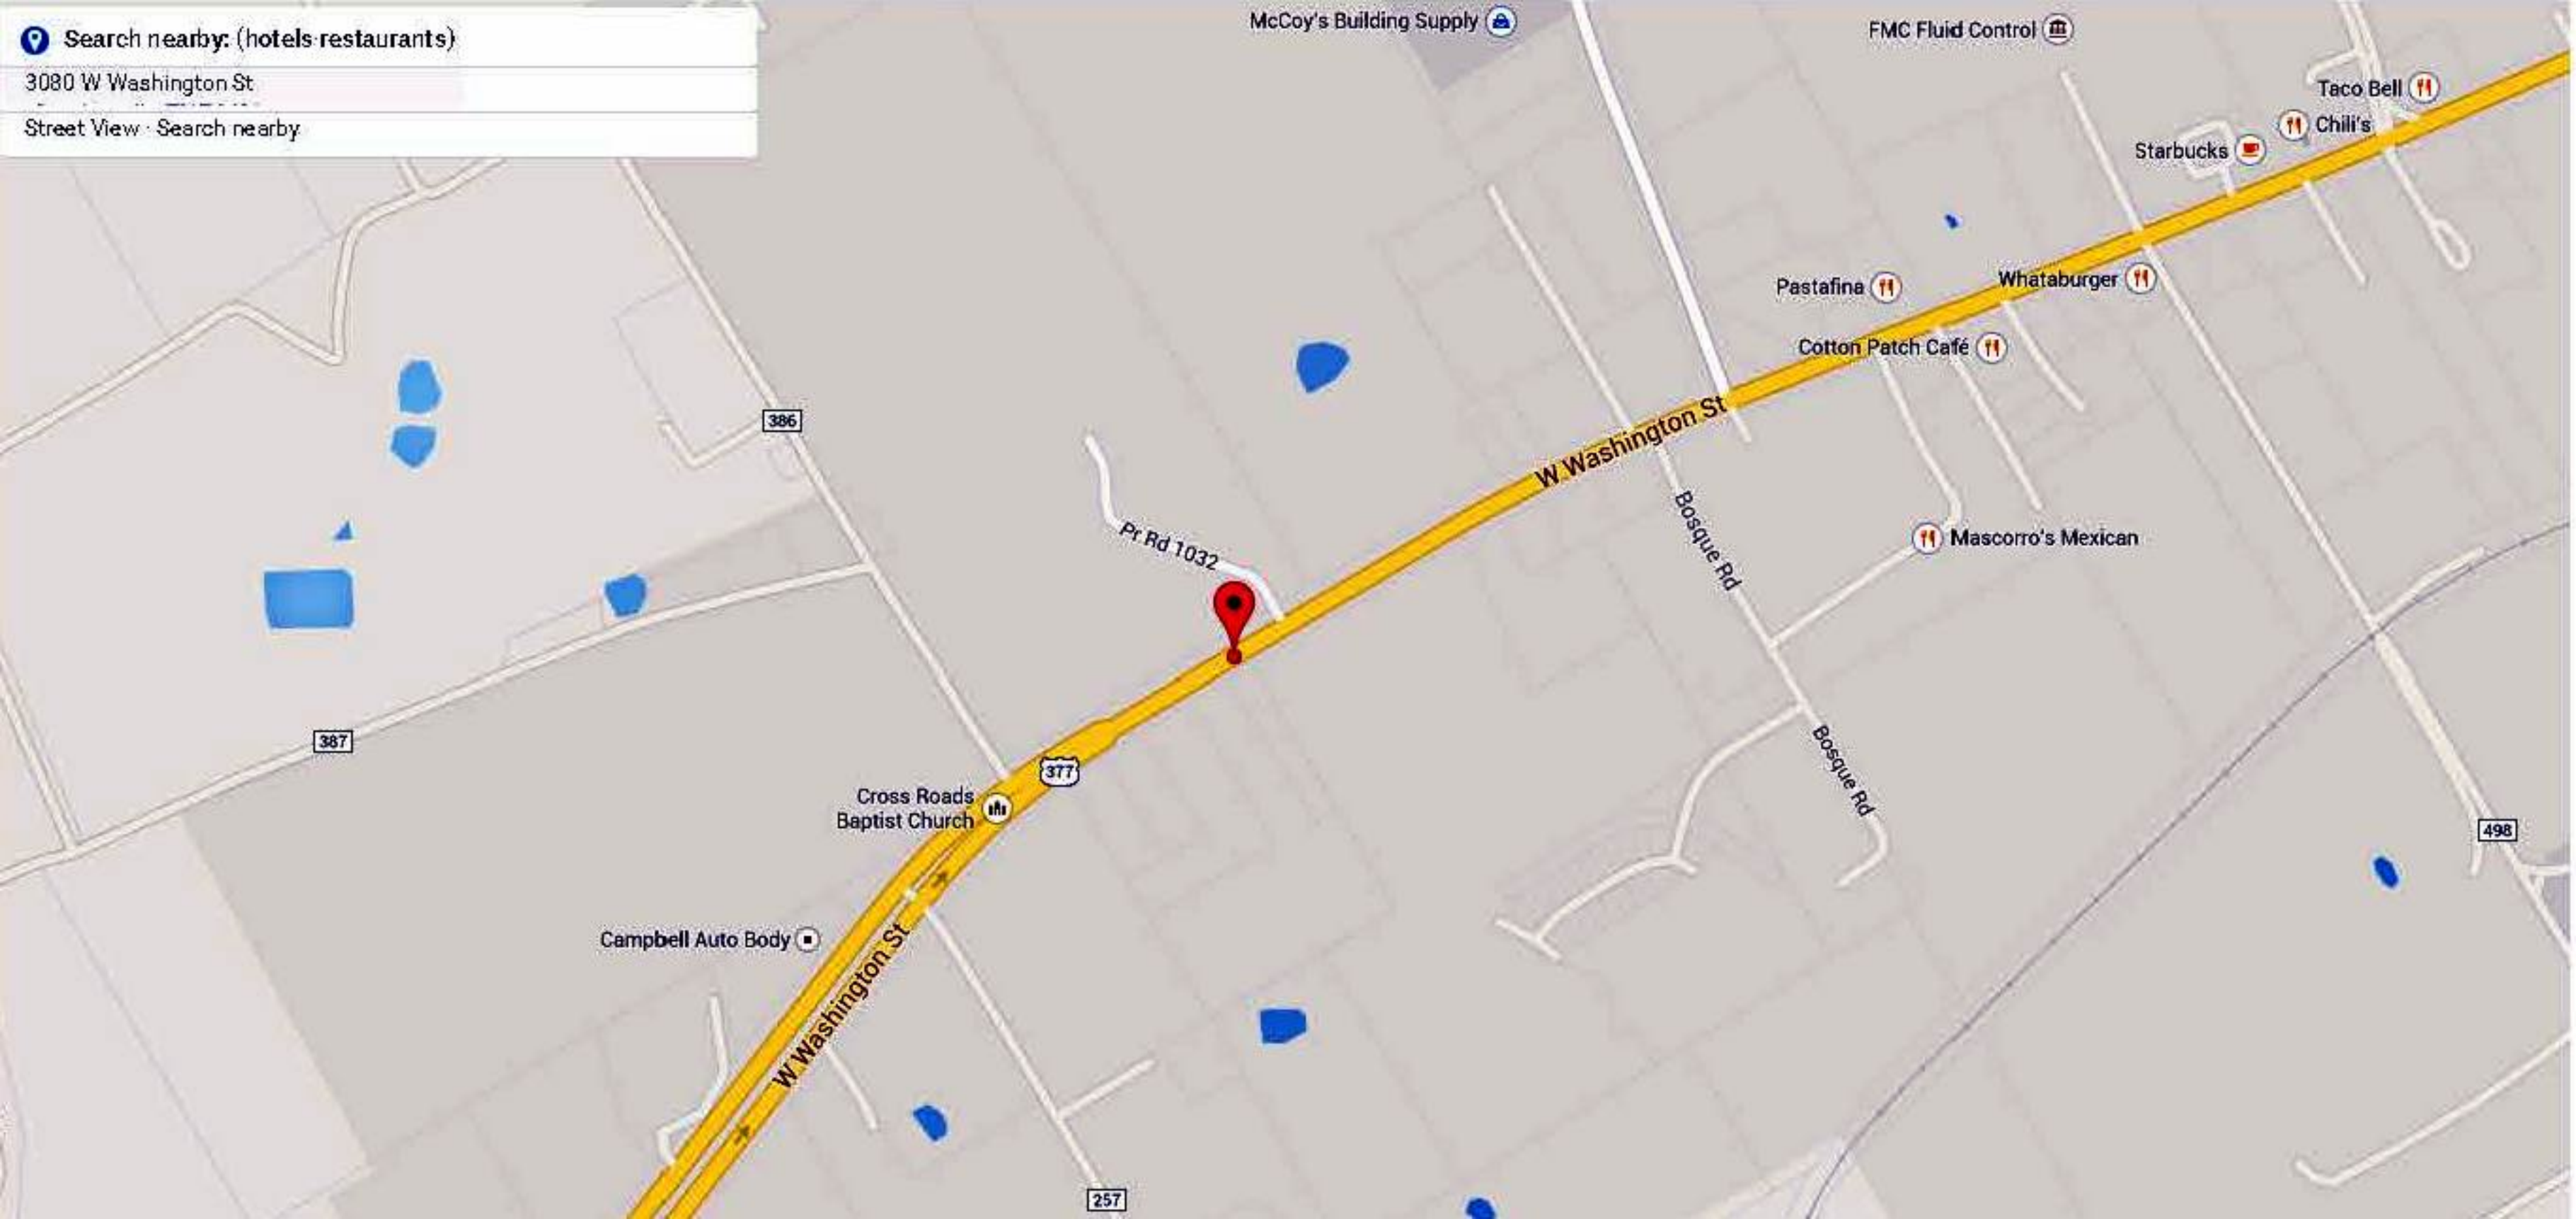 Search nearby: (hotels restaurants)
3080 W Washington St
Street View · Search nearby
McCoy's Building Supply
FMC Fluid Control
Taco Bell
Chili's
Starbucks
Pastafina
Whataburger
Cotton Patch Café
386
W Washington St
Pr Rd 1032
Bosque Rd
Mascorro's Mexican
387
377
Bosque Rd
Cross Roads
Baptist Church
498
Campbell Auto Body
W Washington St
257